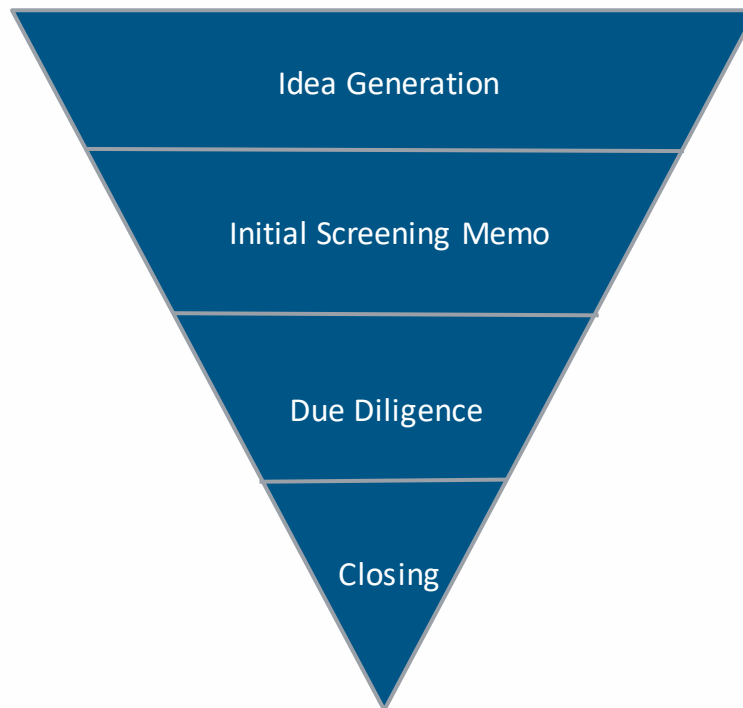 Idea Generation
Initial Screening Memo
Due Diligence
Closing